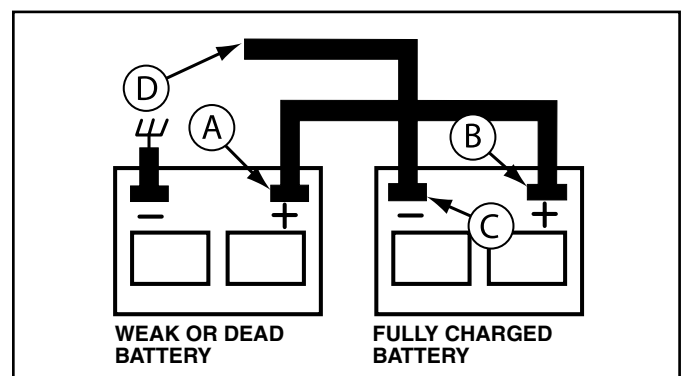 D
A
B
C
− + − +
WEAK OR DEAD
BATTERY
FULLY CHARGED
BATTERY